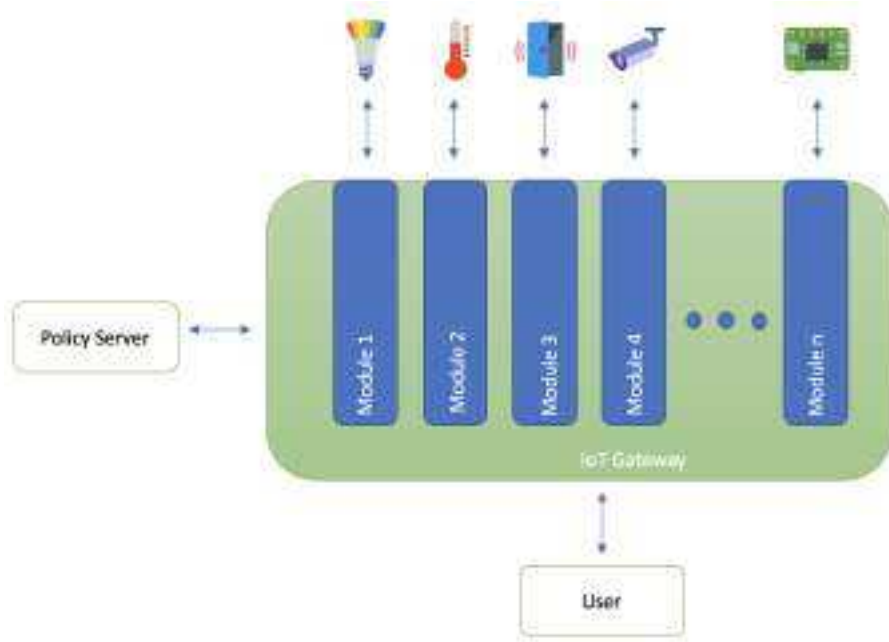 Policy Server
Module 1
Module 2
Module 3
Module 4
Module n
IoT Gateway
User